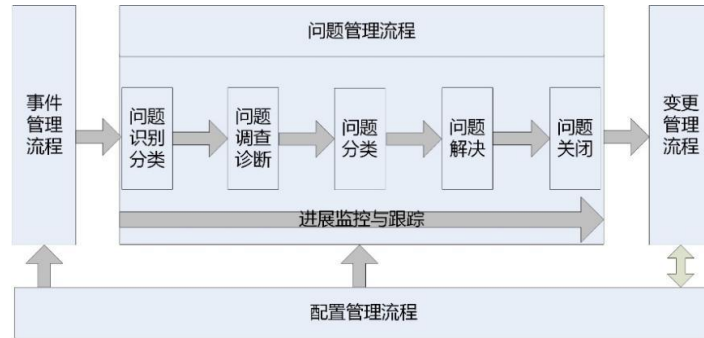 问题管理流程
事件
管理
流程
问题
识别
分类
问题
调查
诊断
问题
分类
问题
解决
问题
关闭
变更
管理
流程
进展监控与跟踪
配置管理流程